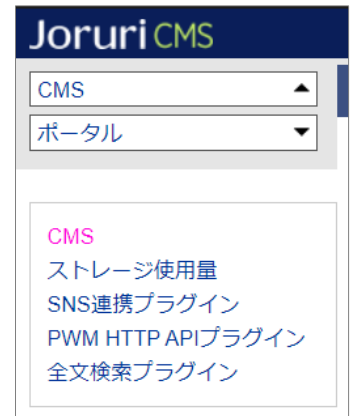 Joruri CMS
CMS
ポータル
CMS
ストレージ使用量
SNS連携プラグイン
PWM HTTP APIプラグイン
全文検索プラグイン